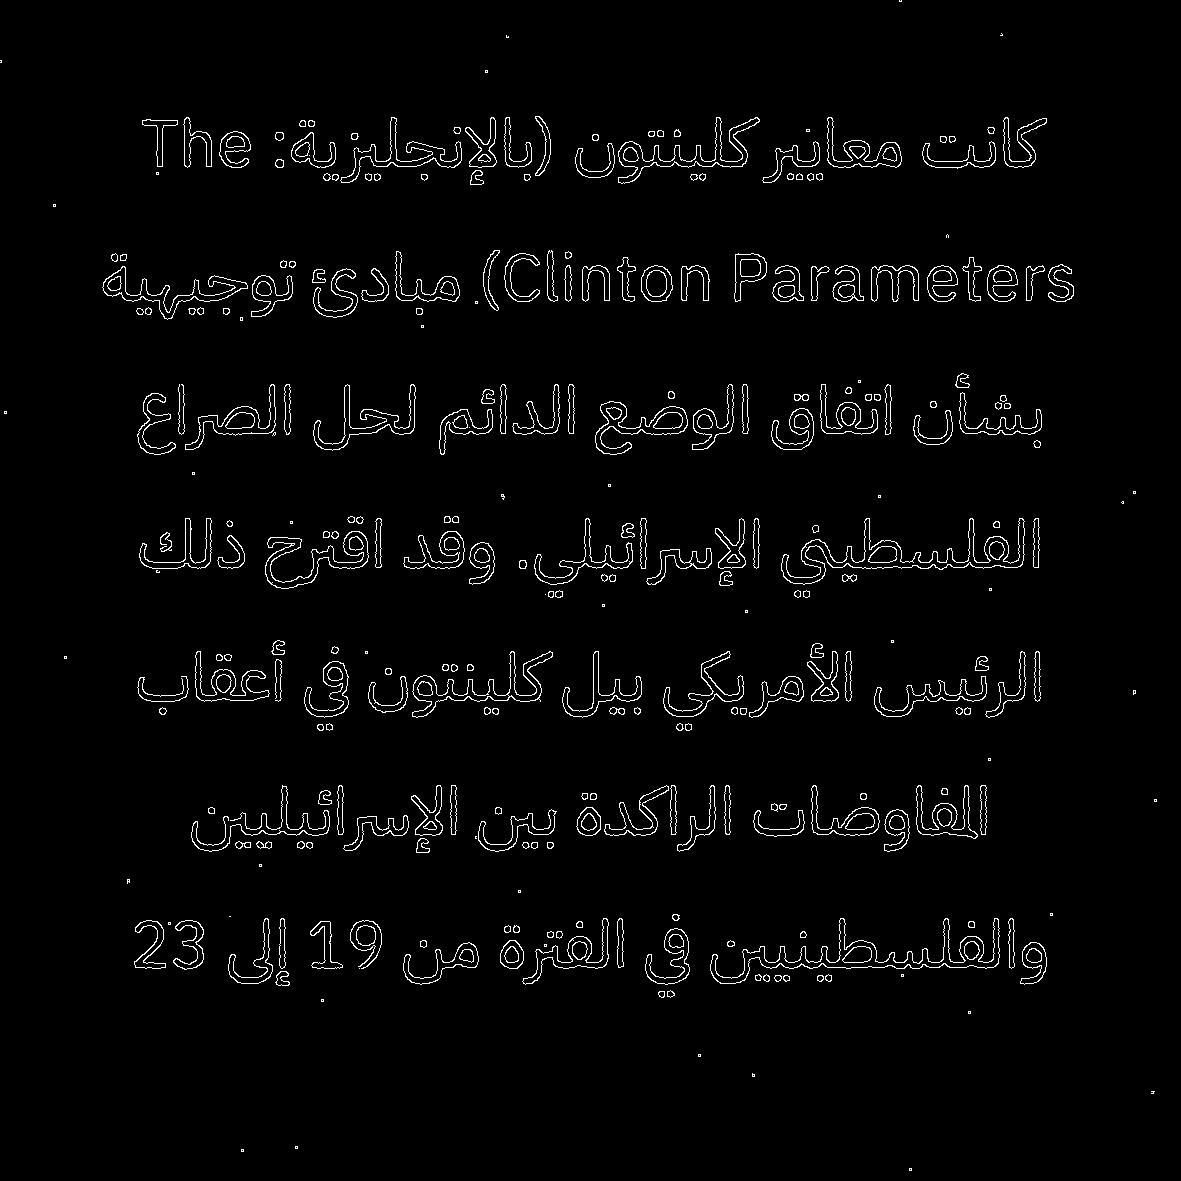 كانت معايير كلينتون (بالإنجليزية: The
Clinton Parameters) مبادئ توجيهية
بشأن اتفاق الوضع الدائم لحل الصراع
الفلسطيني الإسرائيلي. وقد اقترح ذلك
الرئيس الأمريكي بيل كلينتون في أعقاب
المفاوضات الراكدة بين الإسرائيليين
والفلسطينيين في الفترة من 19 إلى 23